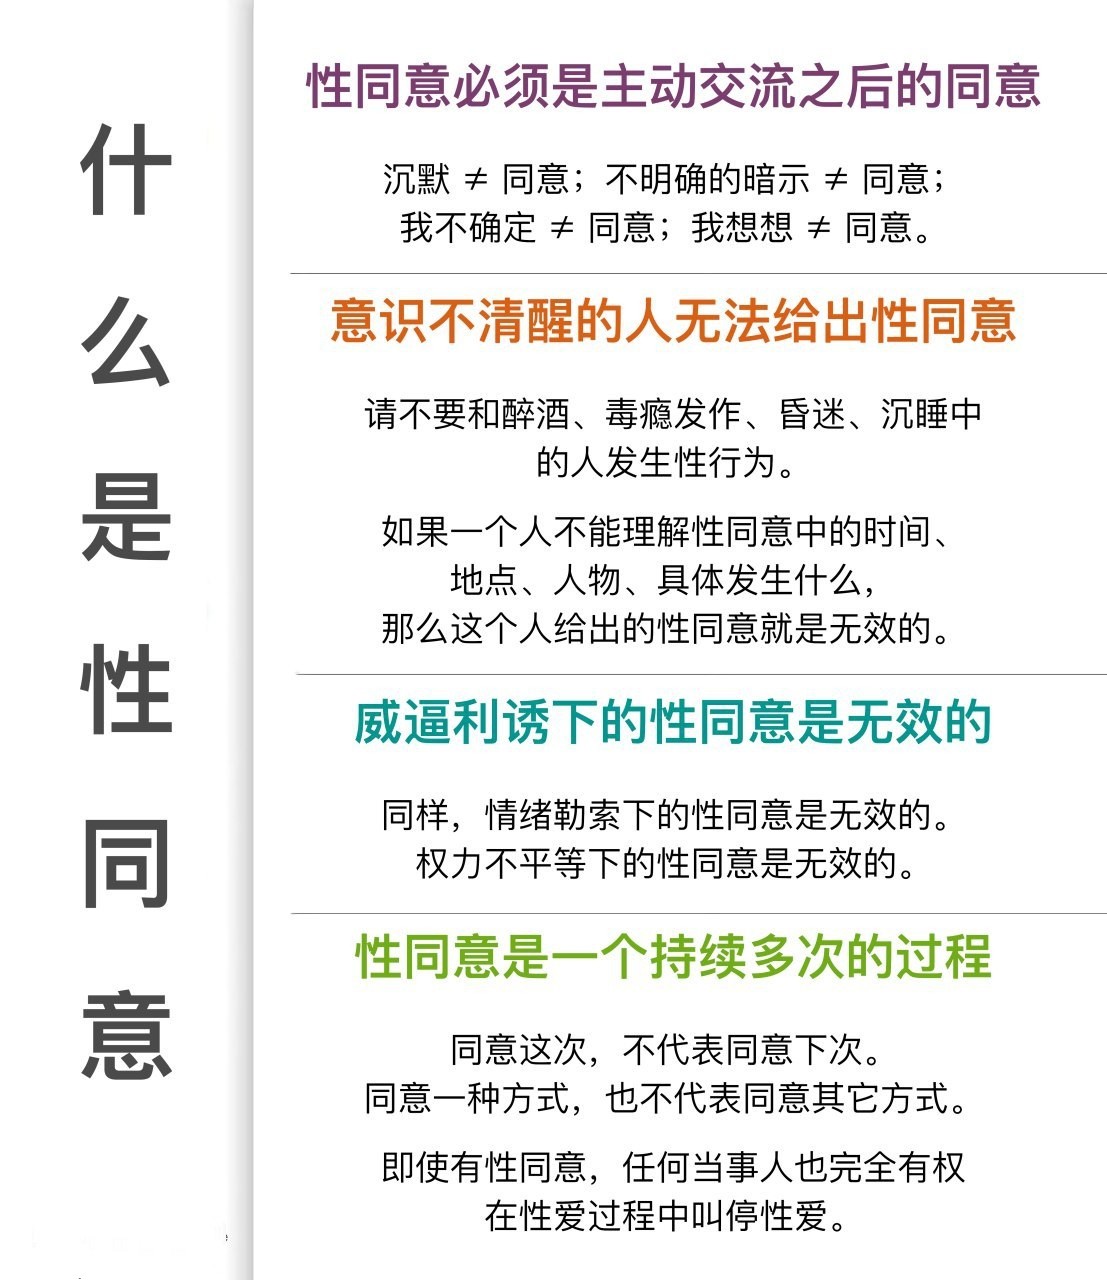 什么是性同意
性同意必须是主动交流之后的同意
沉默 ≠ 同意；不明确的暗示 ≠ 同意；
我不确定 ≠ 同意；我想想 ≠ 同意。
意识不清醒的人无法给出性同意
请不要和醉酒、毒瘾发作、昏迷、沉睡中
的人发生性行为。
如果一个人不能理解性同意中的时间、
地点、人物、具体发生什么，
那么这个人给出的性同意就是无效的。
威逼利诱下的性同意是无效的
同样，情绪勒索下的性同意是无效的。
权力不平等下的性同意是无效的。
性同意是一个持续多次的过程
同意这次，不代表同意下次。
同意一种方式，也不代表同意其它方式。
即使有性同意，任何当事人也完全有权
在性爱过程中叫停性爱。